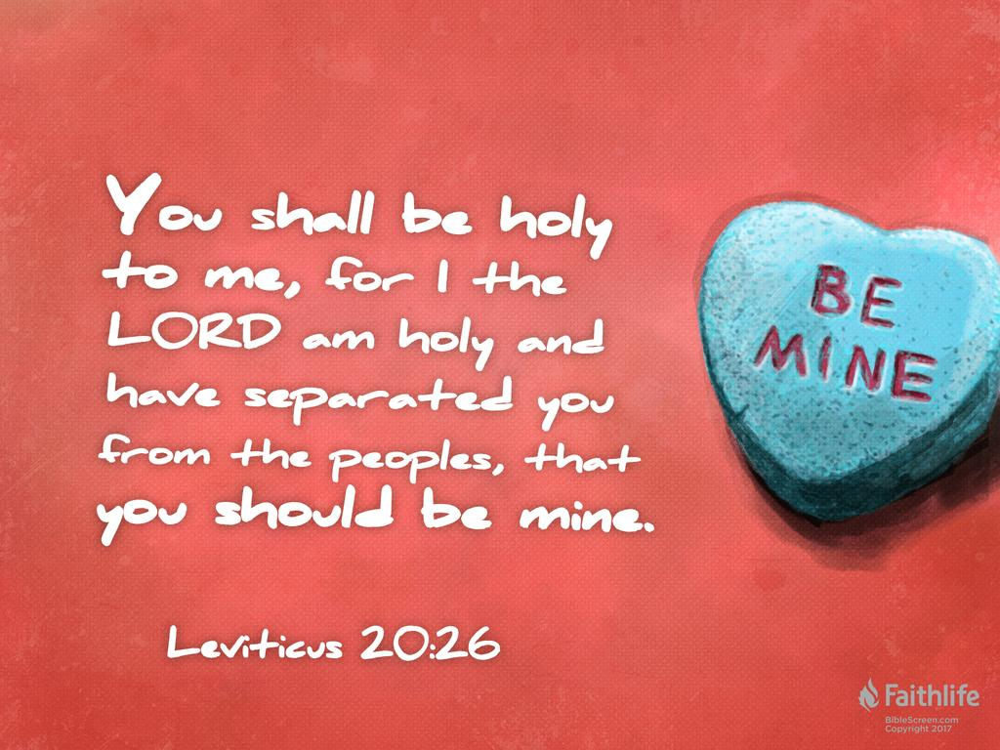 You shall be holy
to me, for I the
LORD am holy and
have separated you
from the peoples, that
you should be mine.
Leviticus 20:26
BE
MINE
Faithlife
BibleScreen.com
Copyright 2017